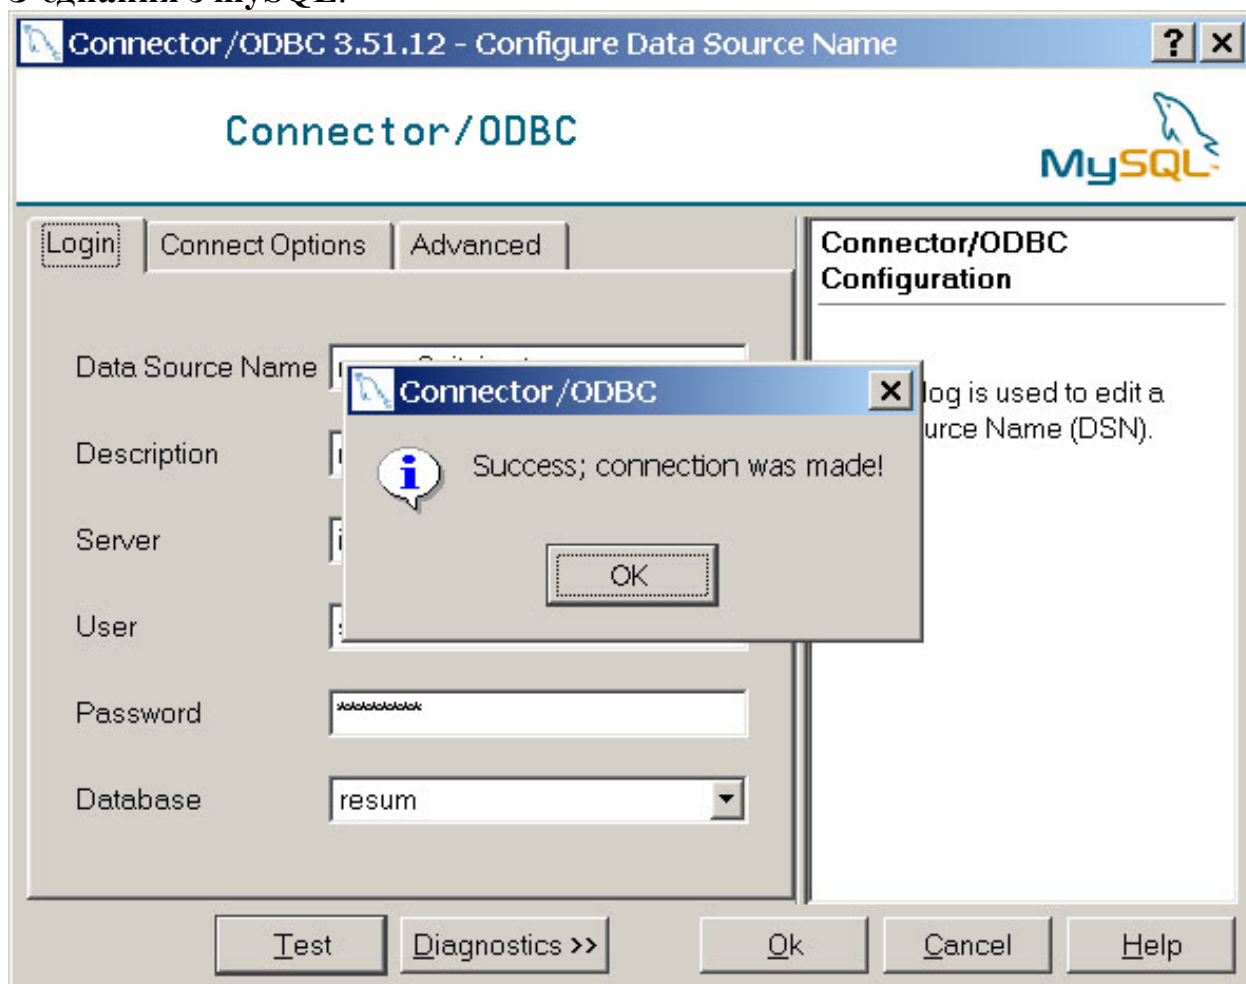 З'єднання з mySQL:
Connector/ODBC 3.51.12 - Configure Data Source Name
Connector/ODBC
MySQL
Login
Connect Options
Advanced
Connector/ODBC
Configuration
Data Source Name
log is used to edit a
urce Name (DSN).
Description
Server
User
Password
*********
Database
resum
Connector/ODBC
Success; connection was made!
OK
Test
Diagnostics >>
Ok
Cancel
Help